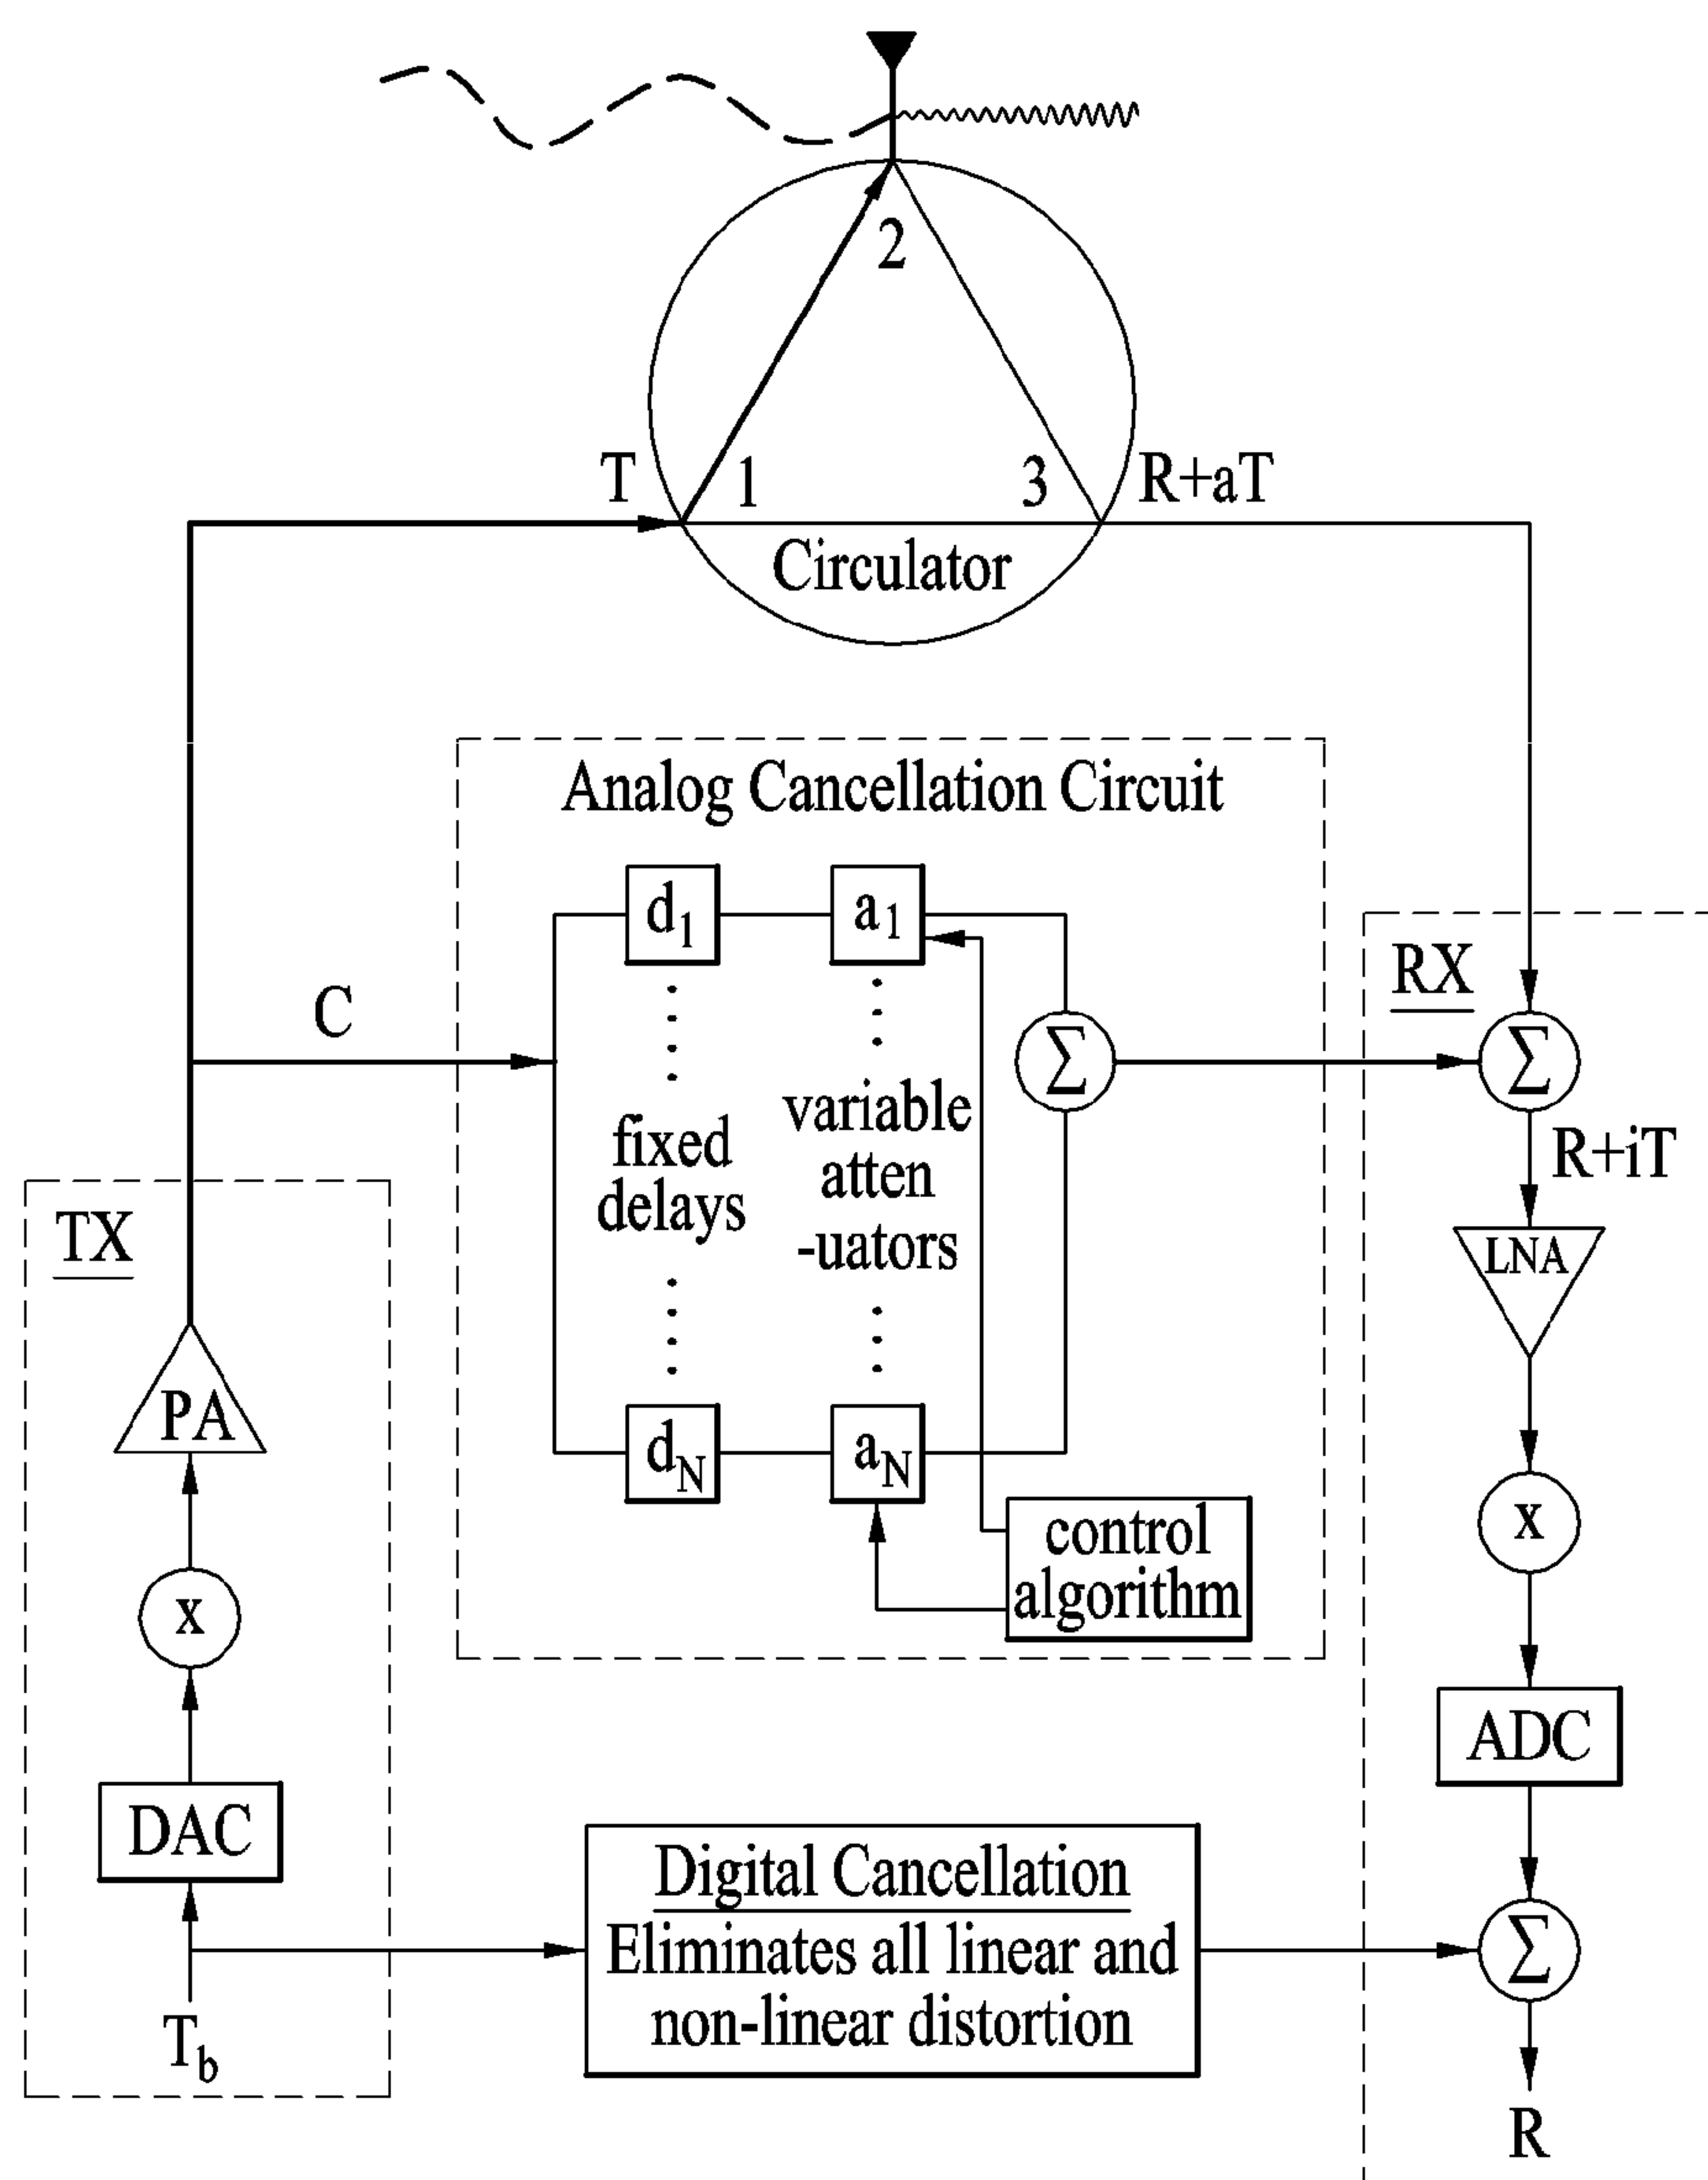 2
T
1
3
R+aT
Circulator
Analog Cancellation Circuit
d1
a1
RX
C
Σ
Σ
variable
atten
-uators
fixed
delays
R+iT
TX
LNA
PA
dN
aN
control
algorithm
x
x
ADC
DAC
Digital Cancellation
Eliminates all linear and
non-linear distortion
Σ
Tb
R